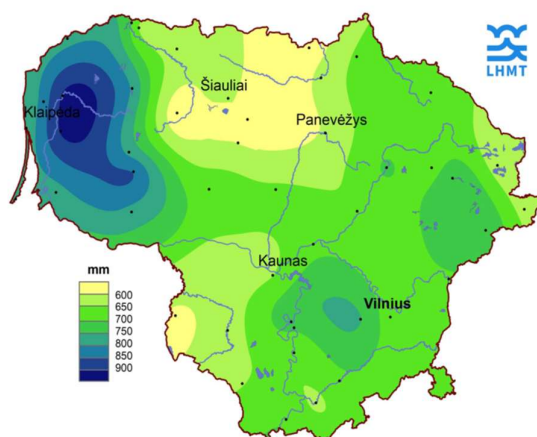 LHMT
Šiauliai
Klaipėda
Panevėžys
Kaunas
Vilnius
mm
600
650
700
750
800
850
900